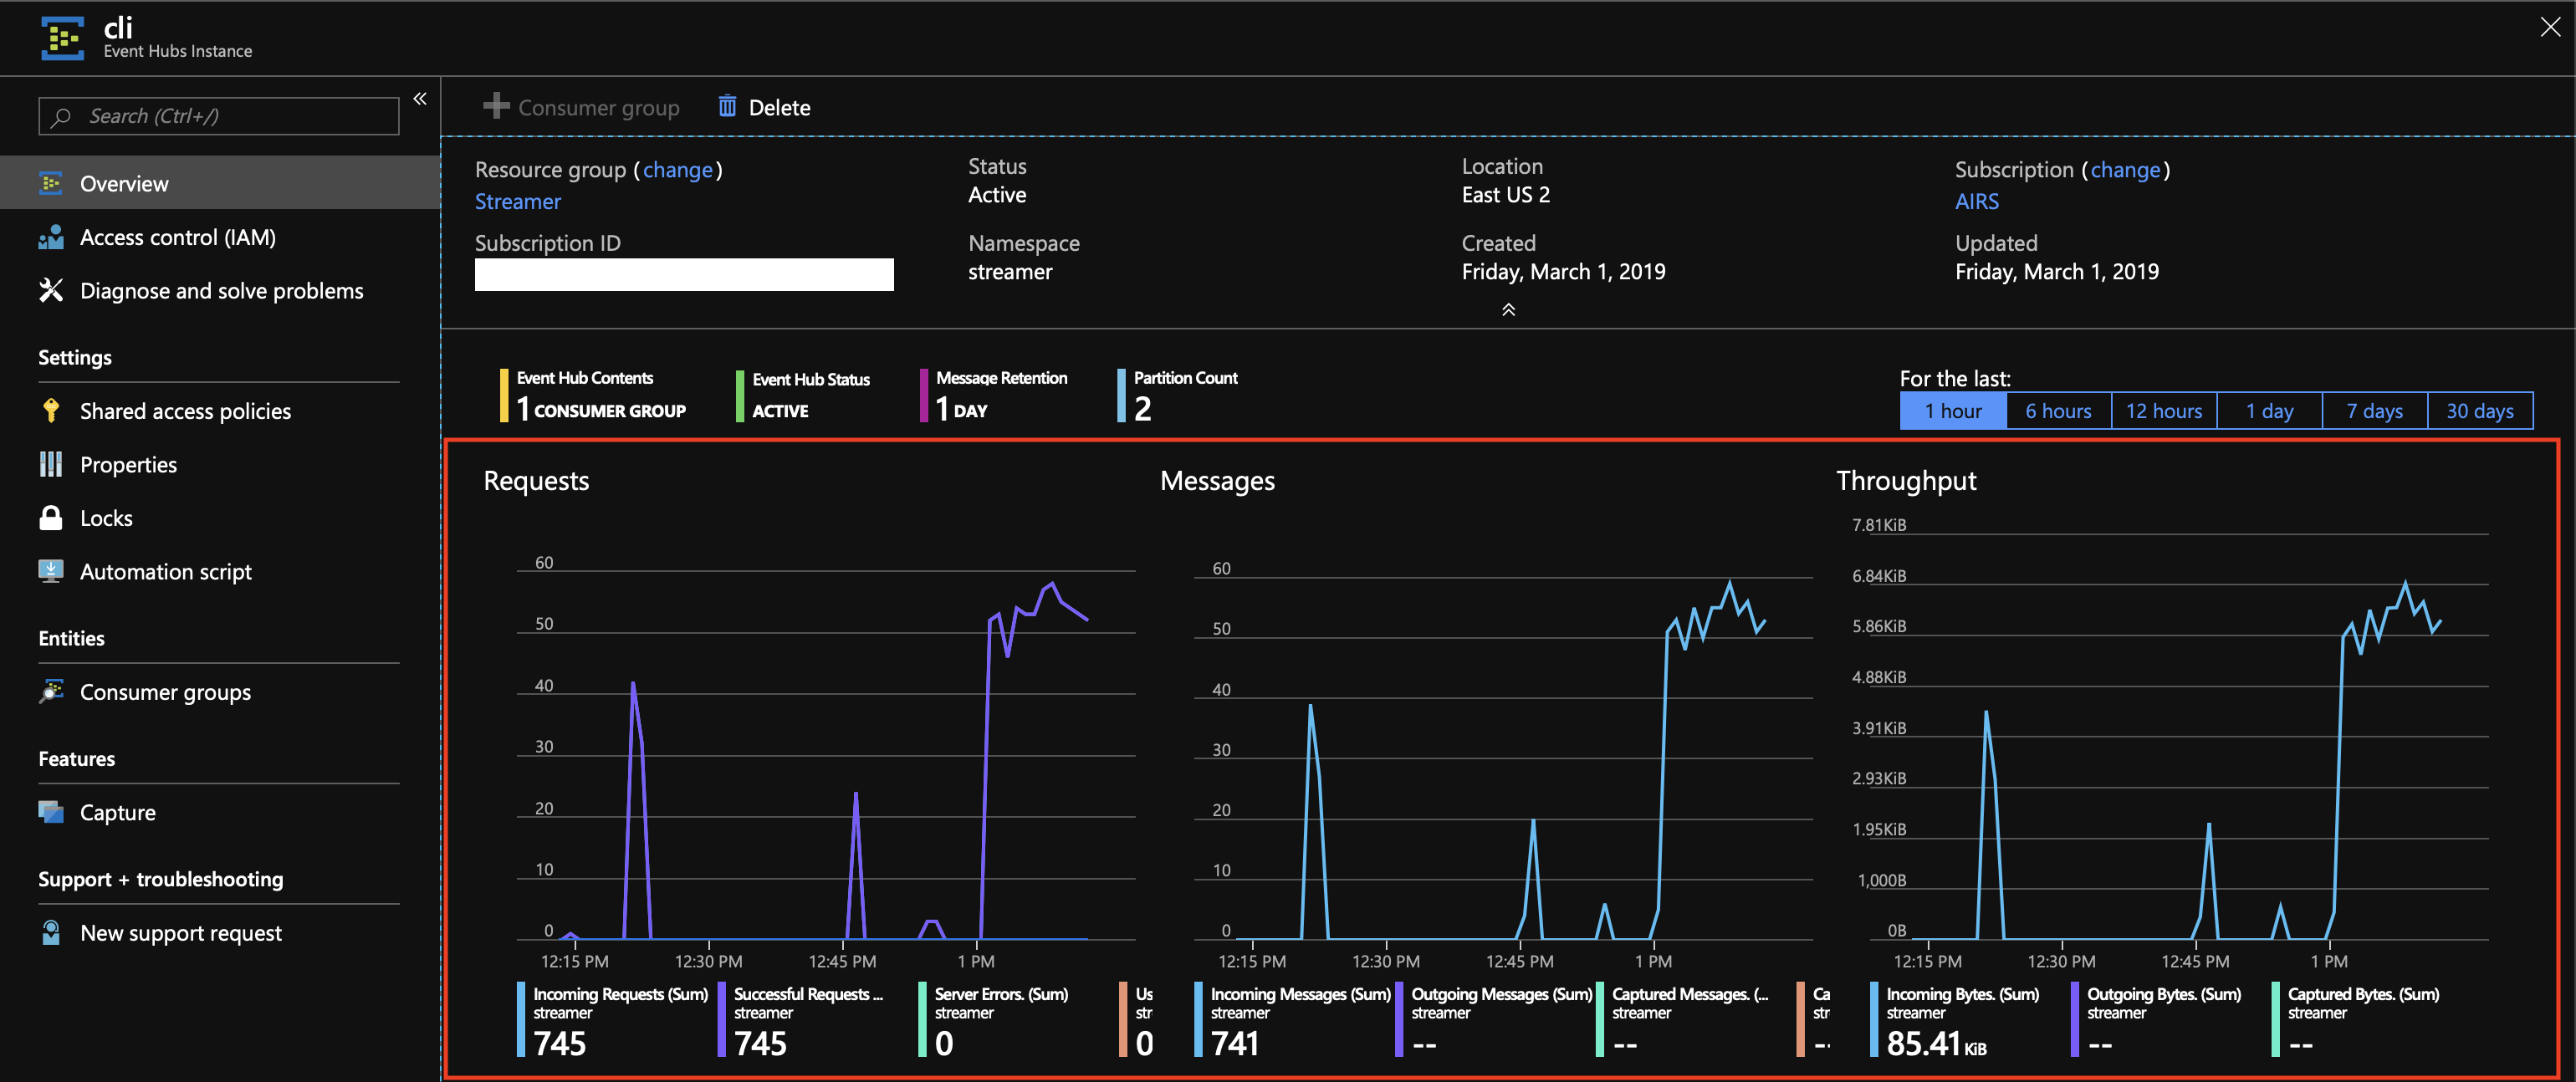 cli
Event Hubs Instance
Search (Ctrl+/)
Overview
Access control (IAM)
Diagnose and solve problems
Settings
Shared access policies
Properties
Locks
Automation script
Entities
Consumer groups
Features
Capture
Support + troubleshooting
New support request
Consumer group
Delete
Resource group (change)
Streamer
Subscription ID
Status
Active
Namespace
streamer
Location
East US 2
Created
Friday, March 1, 2019
Subscription (change)
AIRS
Updated
Friday, March 1, 2019
Event Hub Contents
1 CONSUMER GROUP
Event Hub Status
ACTIVE
Message Retention
1 DAY
Partition Count
2
For the last:
1 hour 6 hours 12 hours 1 day 7 days 30 days
Requests
60
50
40
30
20
10
0
12:15 PM 12:30 PM 12:45 PM 1 PM
Incoming Requests (Sum)
streamer
745
Successful Requests ...
streamer
745
Server Errors. (Sum)
streamer
0
Us
str
0
Messages
60
50
40
30
20
10
0
12:15 PM 12:30 PM 12:45 PM 1 PM
Incoming Messages (Sum)
streamer
741
Outgoing Messages (Sum)
streamer
--
Captured Messages. (...
streamer
--
Ca
str
--
Throughput
7.81KiB
6.84KiB
5.86KiB
4.88KiB
3.91KiB
2.93KiB
1.95KiB
1,000B
0B
12:15 PM 12:30 PM 12:45 PM 1 PM
Incoming Bytes. (Sum)
streamer
85.41 KiB
Outgoing Bytes. (Sum)
streamer
--
Captured Bytes. (Sum)
streamer
--